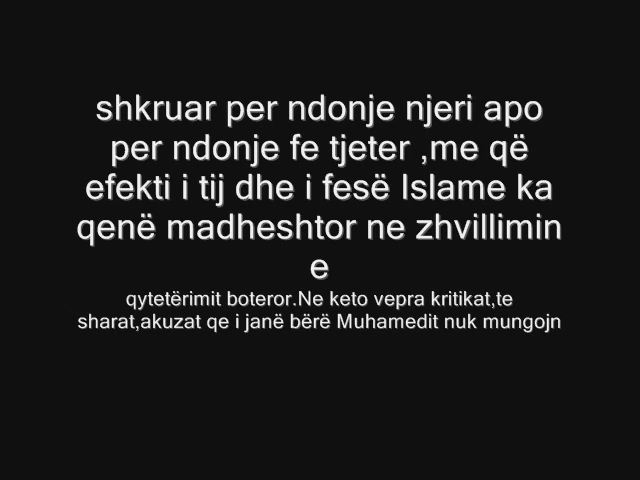 shkruar per ndonje njeri apo
per ndonje fe tjeter ,me që
efekti i tij dhe i fesë Islame ka
qenë madheshtor ne zhvillimin
e
qytetërimit boteror.Ne keto vepra kritikat,te
sharat,akuzat qe i janë bërë Muhamedit nuk mungojn